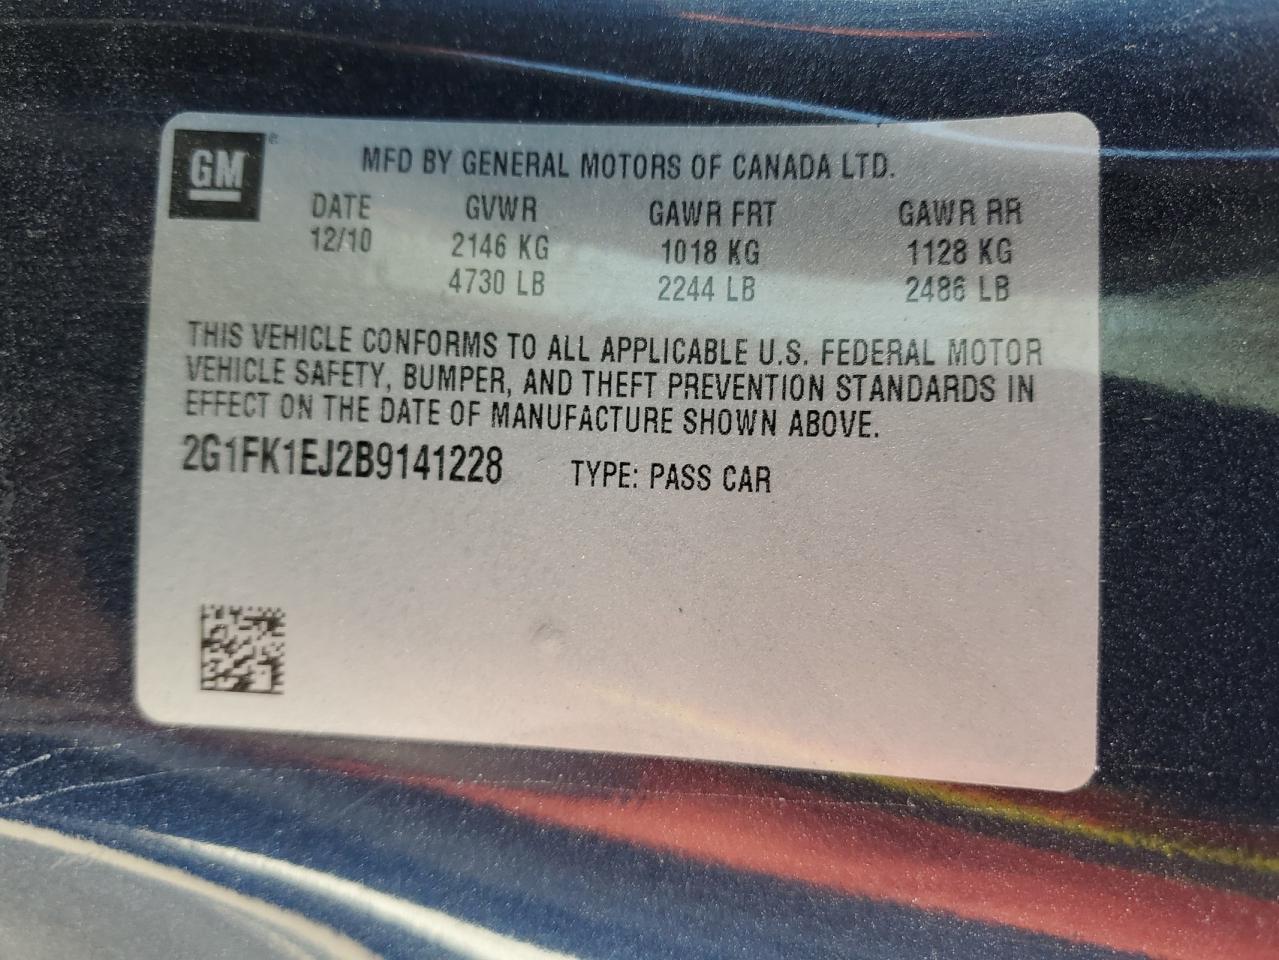 GM
MFD BY GENERAL MOTORS OF CANADA LTD.
DATE GVWR GAWR FRT GAWR RR
12/10 2146 KG 1018 KG 1128 KG
4730 LB 2244 LB 2486 LB
THIS VEHICLE CONFORMS TO ALL APPLICABLE U.S. FEDERAL MOTOR
VEHICLE SAFETY, BUMPER, AND THEFT PREVENTION STANDARDS IN
EFFECT ON THE DATE OF MANUFACTURE SHOWN ABOVE.
2G1FK1EJ2B9141228 TYPE: PASS CAR